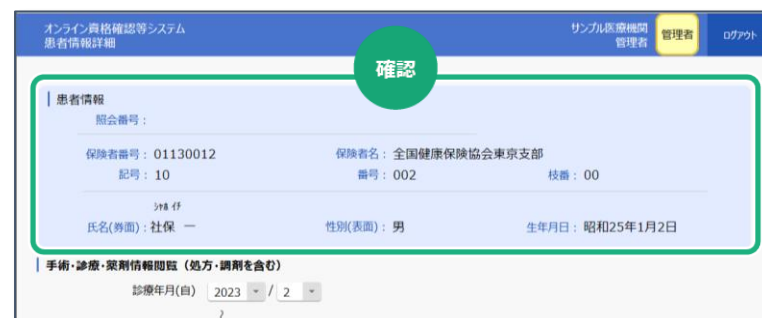 オンライン資格確認等システム
患者情報詳細
サンプル医療機関
管理者
管理者
ログアウト
確認
患者情報
照会番号：
保険者番号： 01130012
保険者名： 全国健康保険協会東京支部
記号： 10
番号： 002
枝番： 00
ｼｬﾎ ｲﾁ
氏名(券面)：社保　一
性別(表面)： 男
生年月日： 昭和25年1月2日
手術・診療・薬剤情報閲覧（処方・調剤を含む）
診療年月(自) 2023 / 2
～